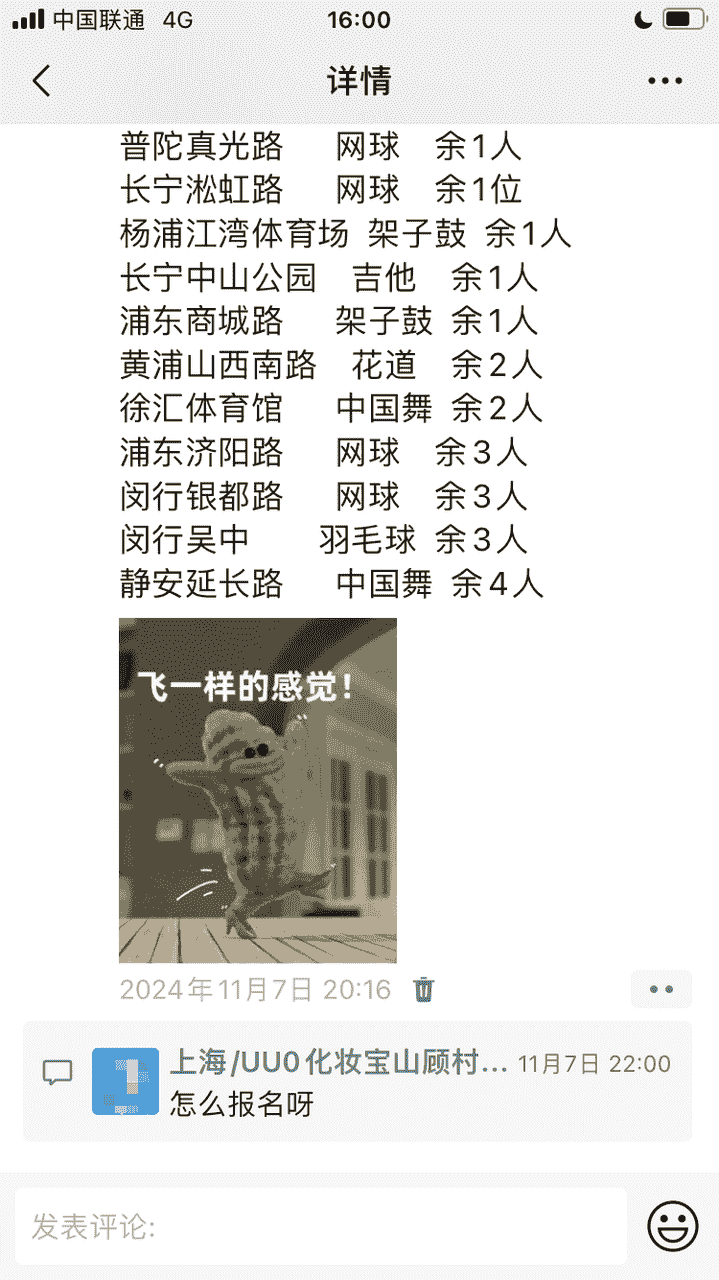 中国联通 4G 16:00
详情
普陀真光路 网球 余1人
长宁淞虹路 网球 余1位
杨浦江湾体育场 架子鼓 余1人
长宁中山公园 吉他 余1人
浦东商城路 架子鼓 余1人
黄浦山西南路 花道 余2人
徐汇体育馆 中国舞 余2人
浦东济阳路 网球 余3人
闵行银都路 网球 余3人
闵行吴中 羽毛球 余3人
静安延长路 中国舞 余4人
飞一样的感觉！
2024年11月7日 20:16
上海/UU0化妆宝山顾村... 11月7日 22:00
怎么报名呀
发表评论: